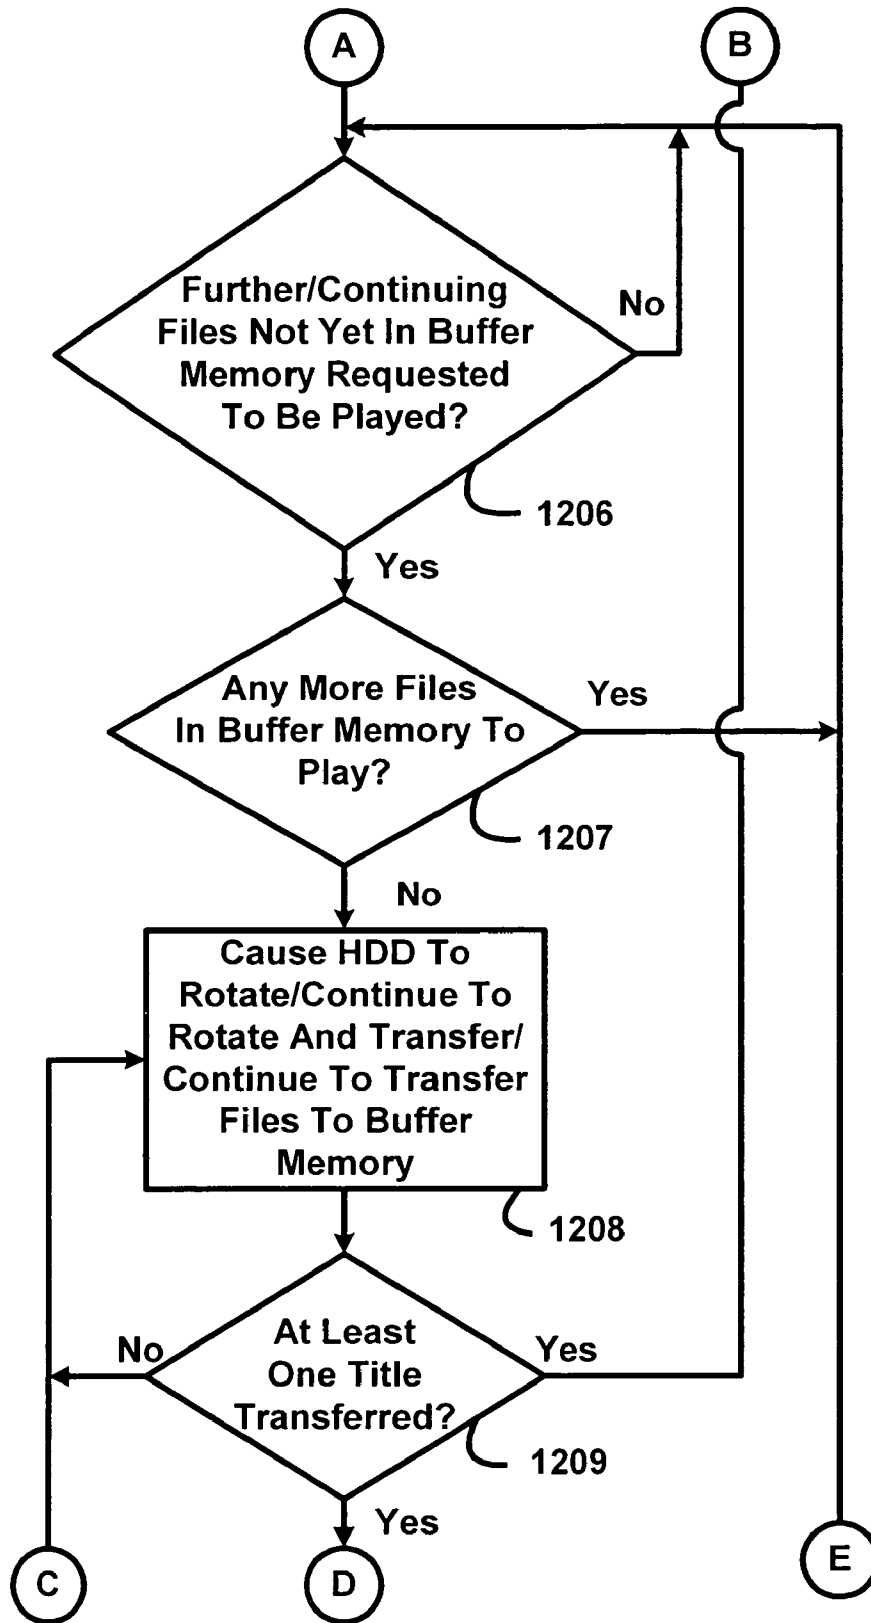 A
B
Further/Continuing
Files Not Yet In Buffer
Memory Requested
To Be Played?
No
1206
Yes
Any More Files
In Buffer Memory To
Play?
Yes
1207
No
Cause HDD To
Rotate/Continue To
Rotate And Transfer/
Continue To Transfer
Files To Buffer
Memory
1208
No
At Least
One Title
Transferred?
Yes
1209
Yes
C
D
E